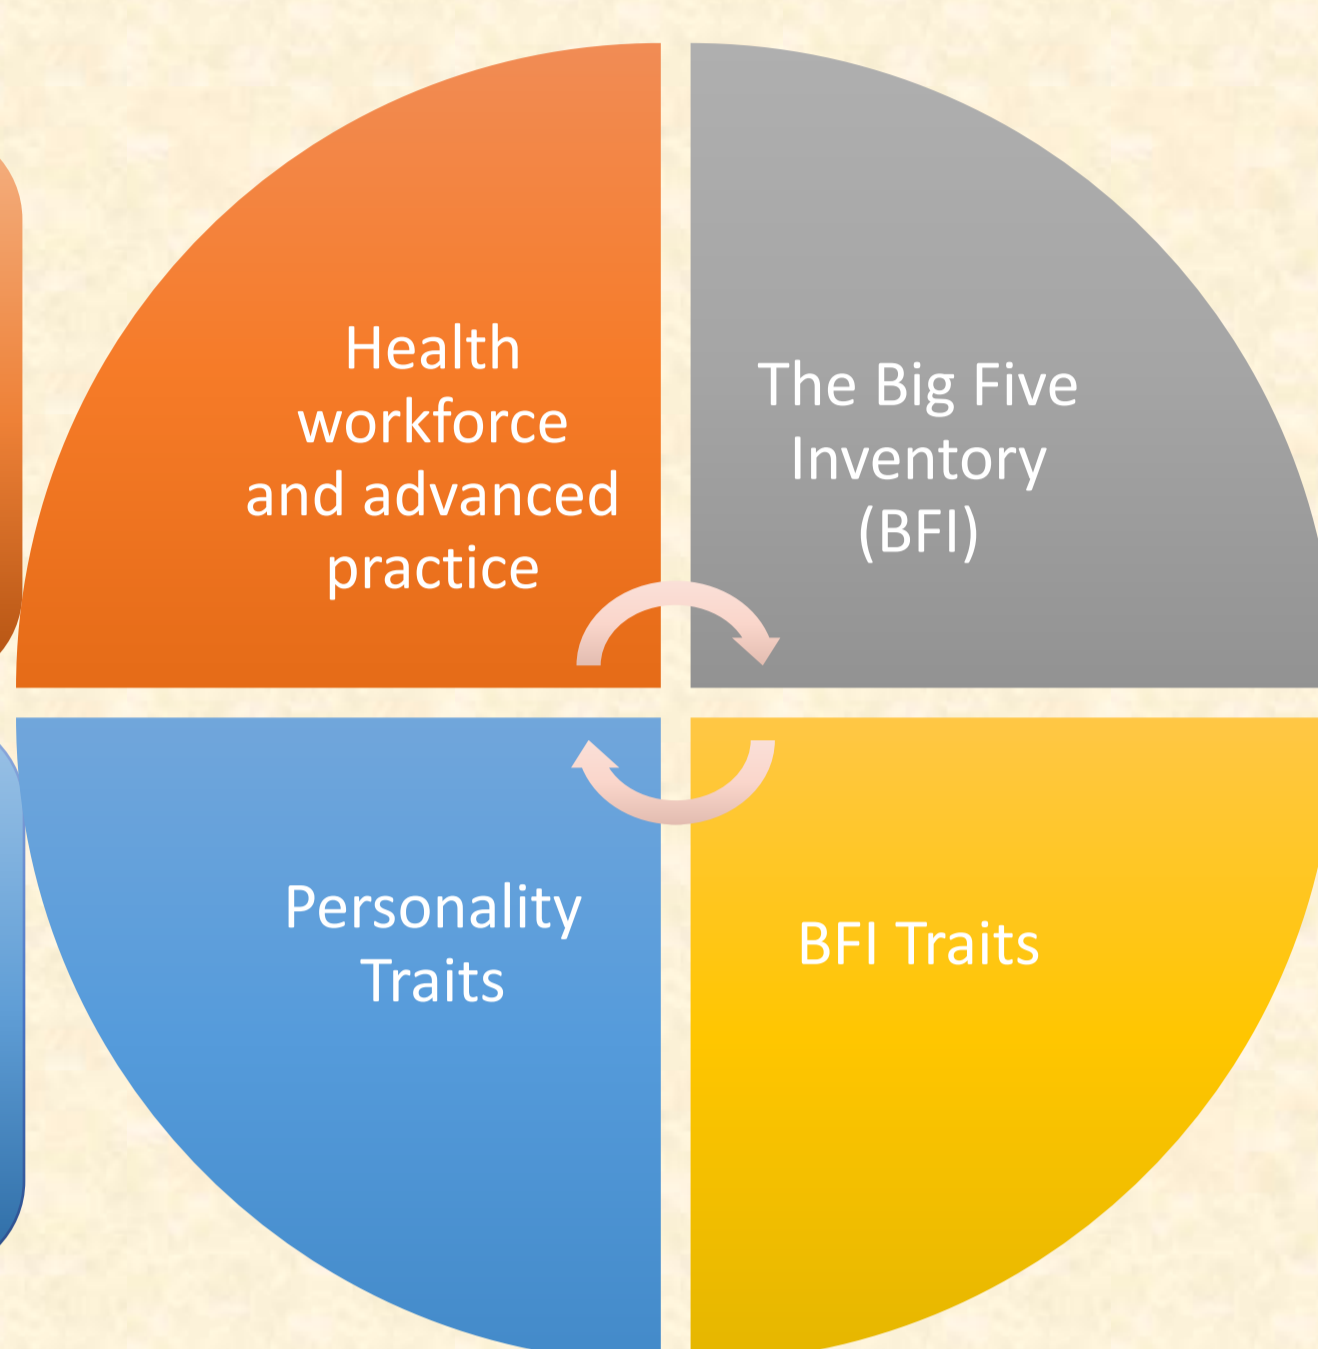 Health
workforce
and advanced
practice
The Big Five
Inventory
(BFI)
Personality
Traits
BFI Traits